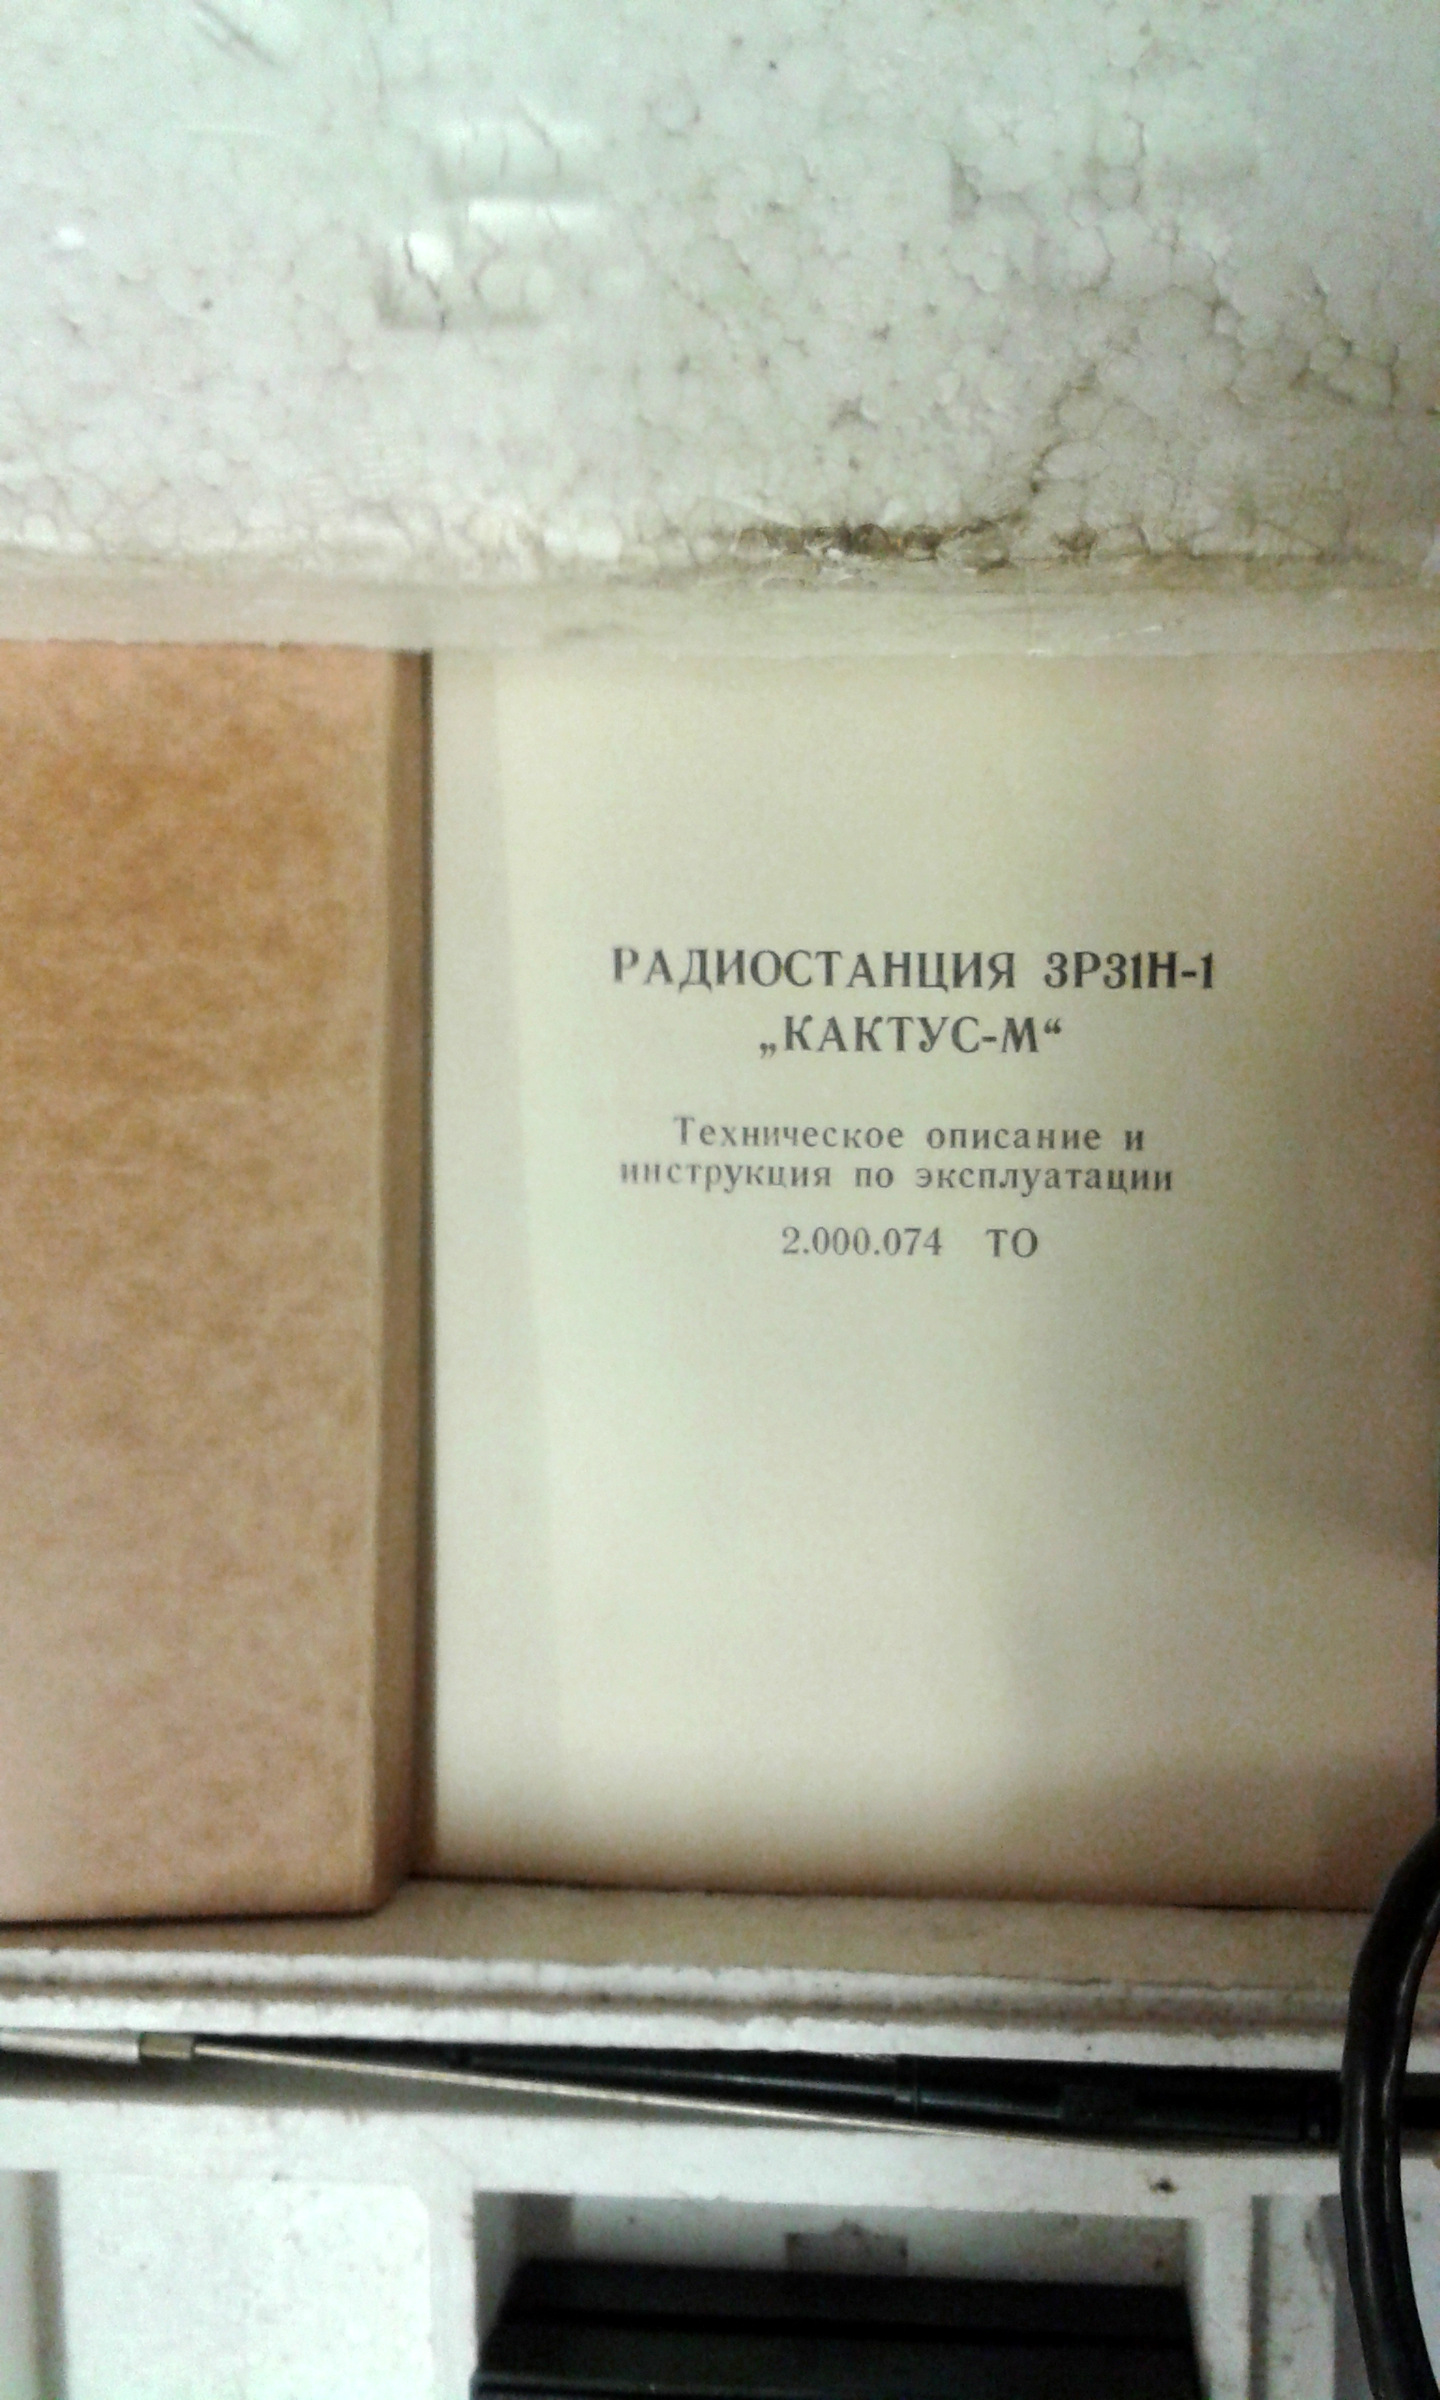 РАДИОСТАНЦИЯ 3Р31Н-1
„КАКТУС-М“
Техническое описание и
инструкция по эксплуатации
2.000.074 ТО